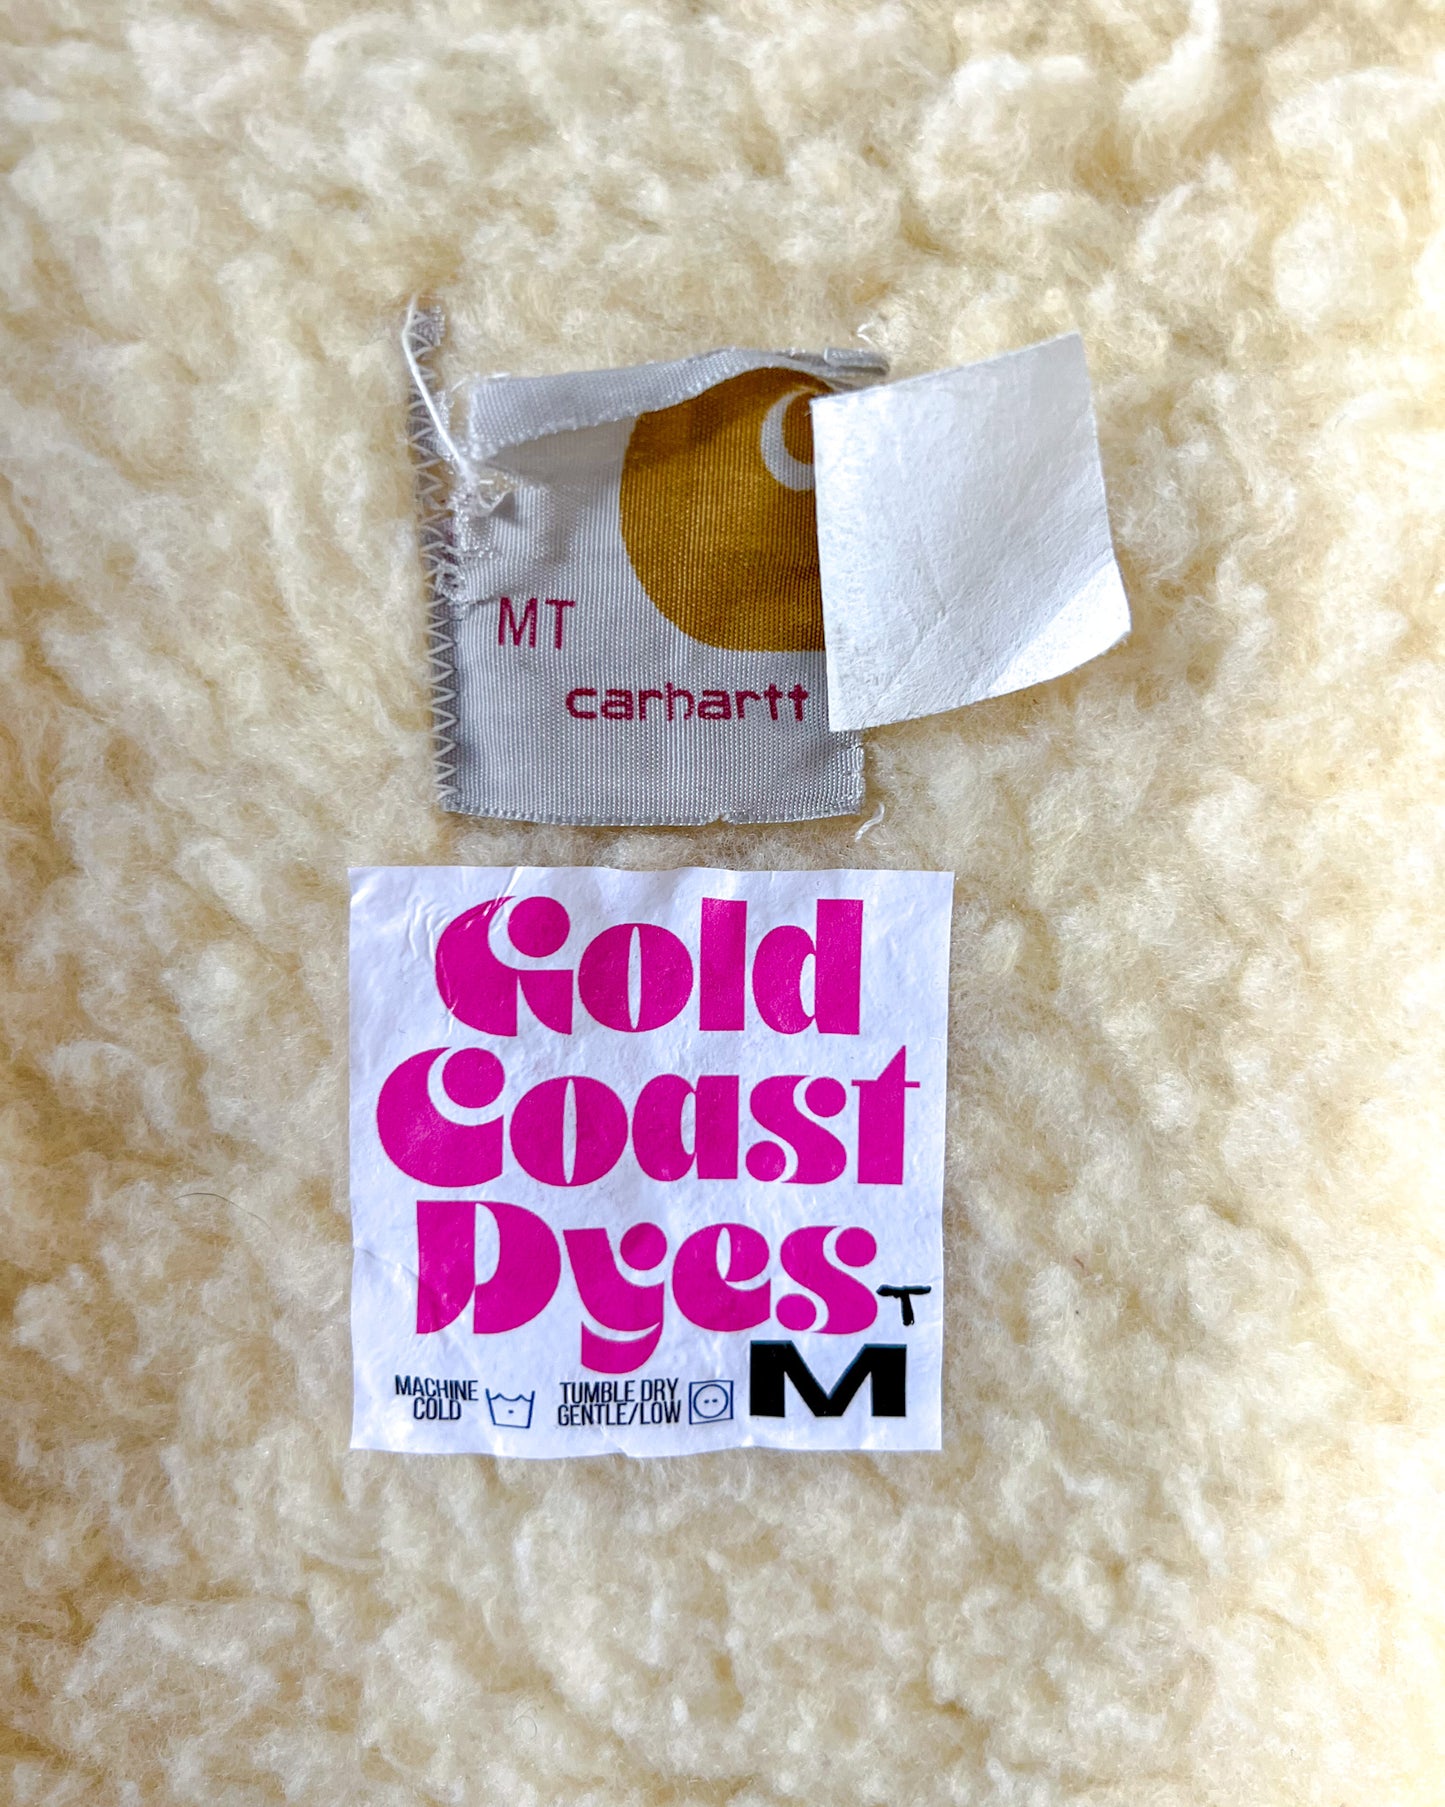 MT
carhartt
Gold
Coast
Dyes
T
M
MACHINE
COLD
TUMBLE DRY
GENTLE/LOW